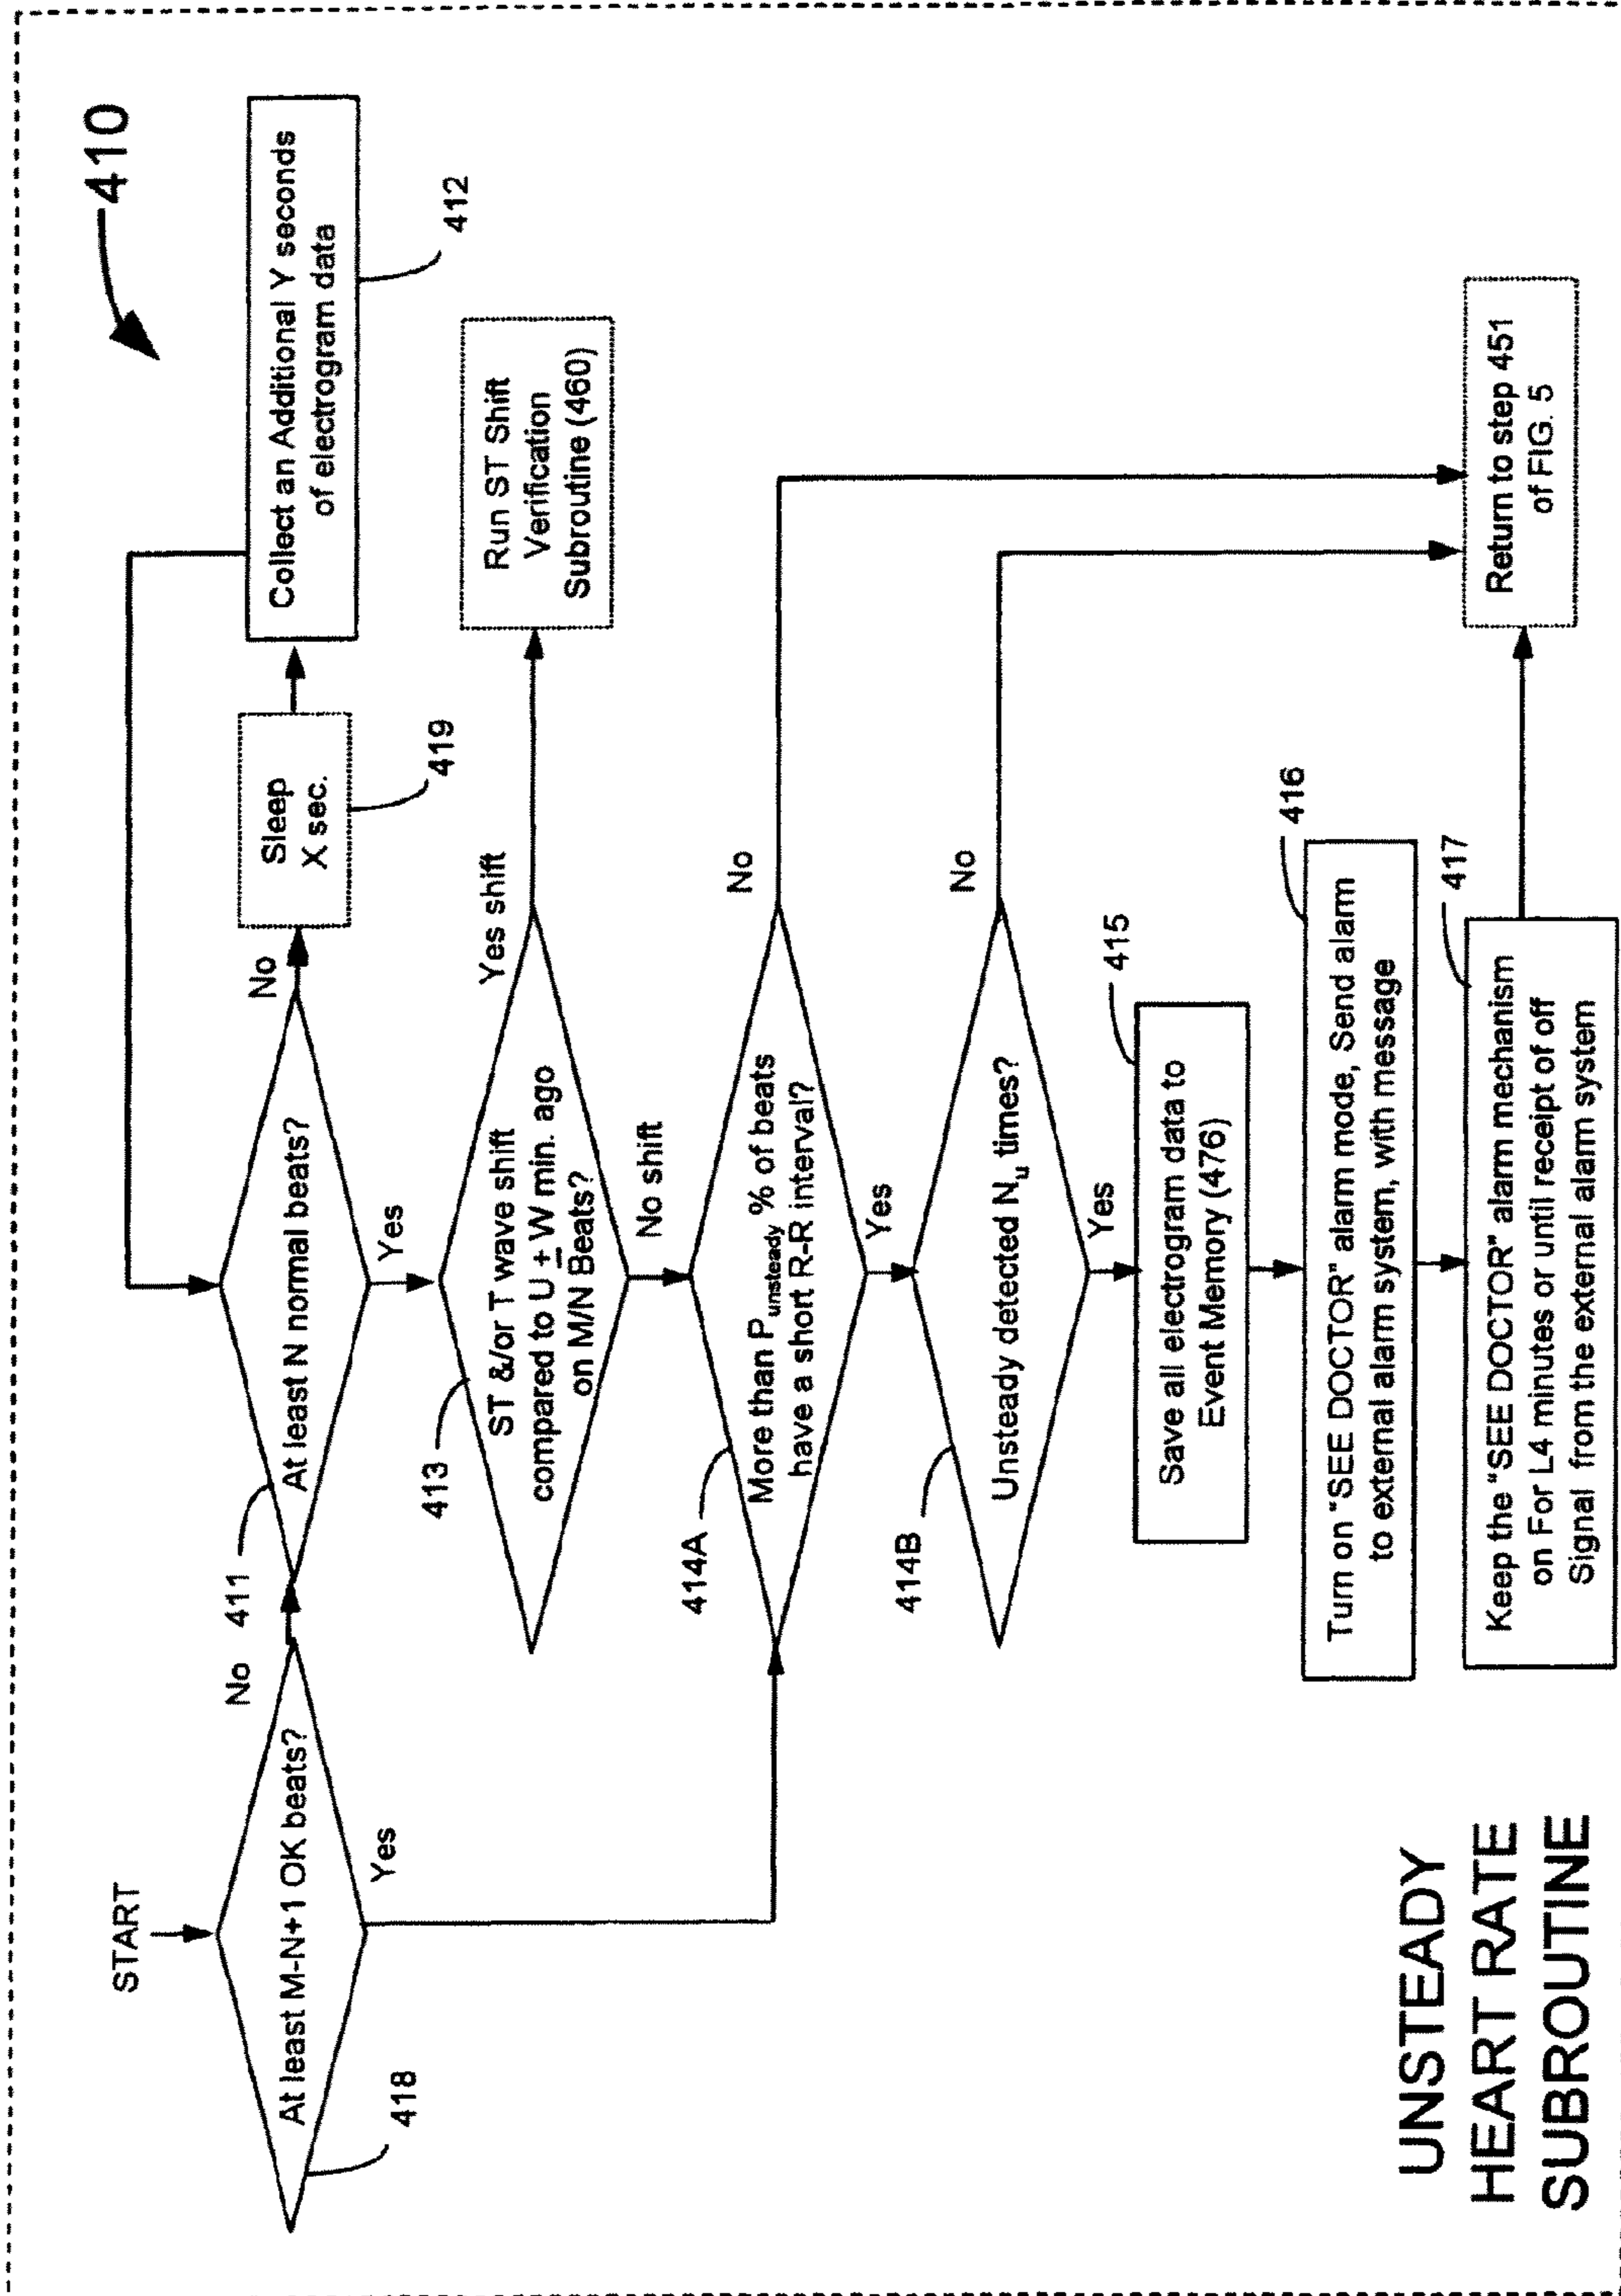 410
START
At least M-N+1 OK beats?
418
No
Yes
411
At least N normal beats?
No
Yes
Sleep
X sec.
419
Collect an Additional Y seconds
of electrogram data
412
413
ST &/or T wave shift
compared to U ± W min. ago
on M/N Beats?
Yes shift
No shift
Run ST Shift
Verification
Subroutine (460)
414A
More than Punsteady % of beats
have a short R-R interval?
No
Yes
414B
Unsteady detected Nu times?
No
Yes
415
Save all electrogram data to
Event Memory (476)
416
Turn on "SEE DOCTOR" alarm mode, Send alarm
to external alarm system, with message
417
Keep the "SEE DOCTOR" alarm mechanism
on For L4 minutes or until receipt of off
Signal from the external alarm system
Return to step 451
of FIG. 5
UNSTEADY
HEART RATE
SUBROUTINE